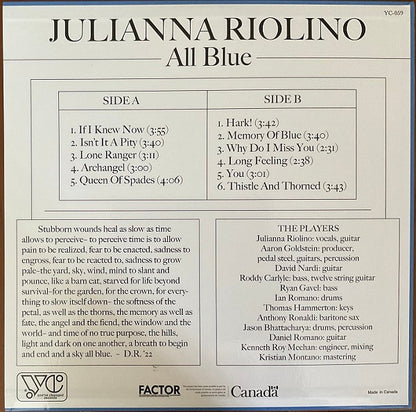 YC-059
JULIANNA RIOLINO
All Blue
SIDE A
1. If I Knew Now (3:55)
2. Isn't It A Pity (3:40)
3. Lone Ranger (3:11)
4. Archangel (3:00)
5. Queen Of Spades (4:06)
SIDE B
1. Hark! (3:42)
2. Memory Of Blue (3:40)
3. Why Do I Miss You (2:31)
4. Long Feeling (2:38)
5. You (3:01)
6. Thistle And Thorned (3:43)
Stubborn wounds heal as slow as time
allows to perceive– to perceive time is to allow
pain to be realized, fear to be enacted, sadness to
engross, fear to be reacted to, sadness to grow
pale–the yard, sky, wind, mind to slant and
pounce, like a barn cat, starved for life beyond
survival–for the garden, for the crown, for every-
thing to slow itself down– the softness of the
petal, as well as the thorns, the memory as well as
fate, the angel and the fiend, the window and the
world– and time of no true purpose, the hills,
light and dark on one another, a breath to begin
and end and a sky all blue. – D.R. '22
THE PLAYERS
Julianna Riolino: vocals, guitar
Aaron Goldstein: producer,
pedal steel, guitars, percussion
David Nardi: guitar
Roddy Carlyle: bass, twelve string guitar
Ryan Gavel: bass
Ian Romano: drums
Thomas Hammerton: keys
Anthony Ronaldi: baritone sax
Jason Bhattacharya: drums, percussion
Daniel Romano: guitar
Kenneth Roy Meehan: engineer, mixing
Kristian Montano: mastering
YC
FACTOR
Canada
Made in Canada